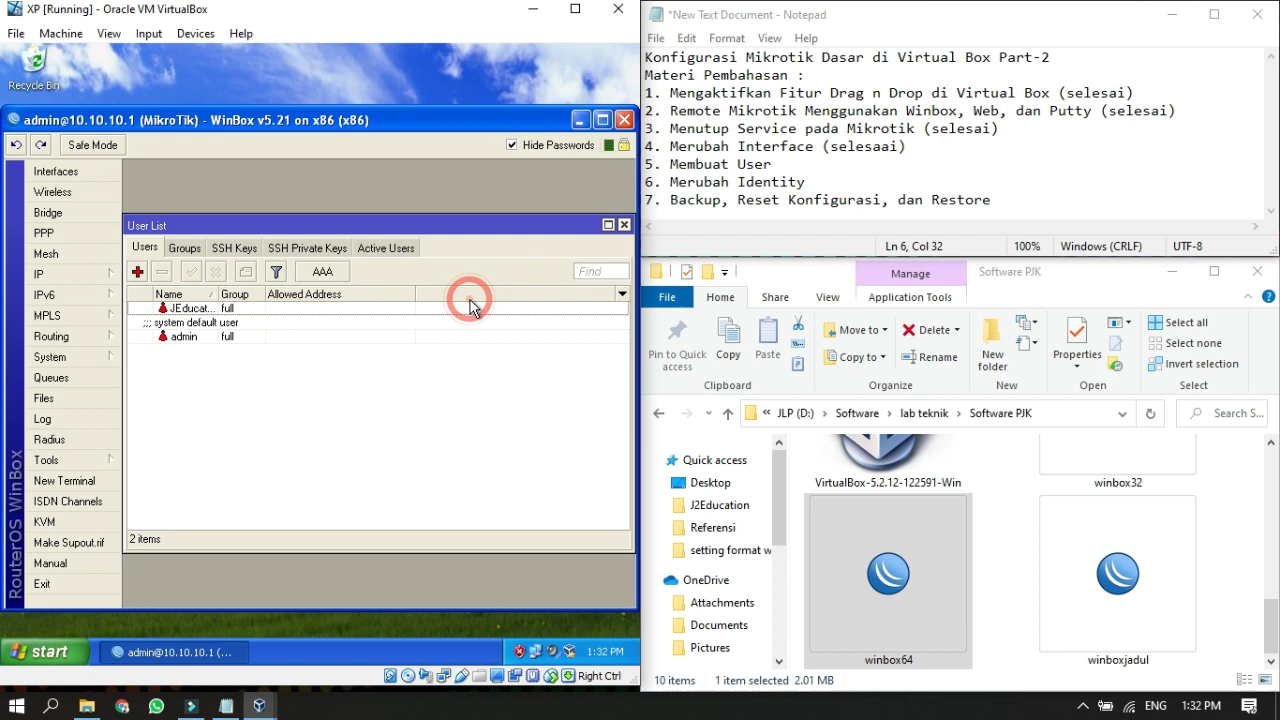 XP [Running] - Oracle VM VirtualBox
File Machine View Input Devices Help
Recycle Bin
admin@10.10.10.1 (MikroTik) - WinBox v5.21 on x86 (x86)
Safe Mode
Hide Passwords
Interfaces
Wireless
Bridge
PPP
Mesh
IP
IPv6
MPLS
Routing
System
Queues
Files
Log
Radius
Tools
New Terminal
ISDN Channels
KVM
Make Supout.rif
Manual
Exit
RouterOS WinBox
User List
Users Groups SSH Keys SSH Private Keys Active Users
AAA
Find
Name Group Allowed Address
JEducat... full
;;; system default user
admin full
2 items
start
admin@10.10.10.1 (...
1:32 PM
Right Ctrl
*New Text Document - Notepad
File Edit Format View Help
Konfigurasi Mikrotik Dasar di Virtual Box Part-2
Materi Pembahasan :
1. Mengaktifkan Fitur Drag n Drop di Virtual Box (selesai)
2. Remote Mikrotik Menggunakan Winbox, Web, dan Putty (selesai)
3. Menutup Service pada Mikrotik (selesai)
4. Merubah Interface (selesaai)
5. Membuat User
6. Merubah Identity
7. Backup, Reset Konfigurasi, dan Restore
Ln 6, Col 32 100% Windows (CRLF) UTF-8
Manage
Software PJK
File Home Share View Application Tools
Pin to Quick access
Copy
Paste
Clipboard
Move to
Copy to
Delete
Rename
Organize
New folder
New
Properties
Open
Select all
Select none
Invert selection
Select
« JLP (D:) › Software › lab teknik › Software PJK
Search S...
Quick access
Desktop
J2Education
Referensi
setting format w
OneDrive
Attachments
Documents
Pictures
VirtualBox-5.2.12-122591-Win
winbox32
winbox64
winboxjadul
10 items 1 item selected 2.01 MB
ENG 1:32 PM